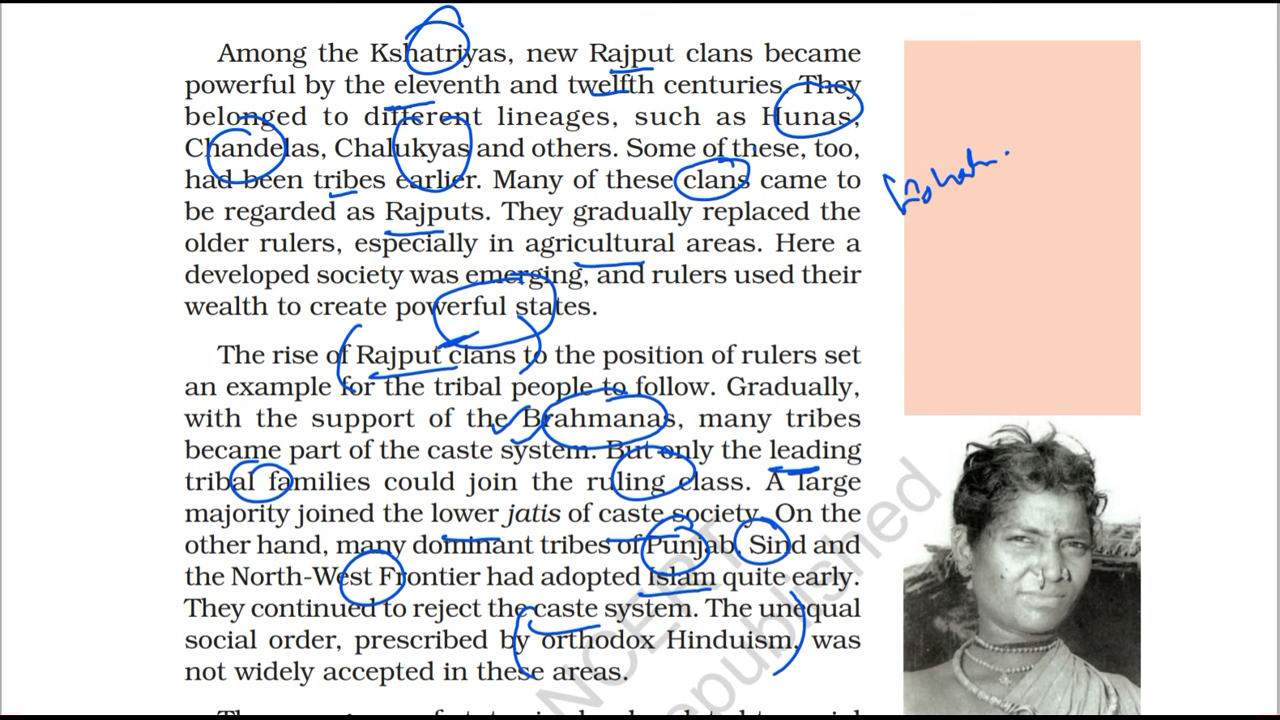 Among the Kshatriyas, new Rajput clans became
powerful by the eleventh and twelfth centuries. They
belonged to different lineages, such as Hunas,
Chandelas, Chalukyas and others. Some of these, too,
had been tribes earlier. Many of these clans came to
be regarded as Rajputs. They gradually replaced the
older rulers, especially in agricultural areas. Here a
developed society was emerging, and rulers used their
wealth to create powerful states.
The rise of Rajput clans to the position of rulers set
an example for the tribal people to follow. Gradually,
with the support of the Brahmanas, many tribes
became part of the caste system. But only the leading
tribal families could join the ruling class. A large
majority joined the lower jatis of caste society. On the
other hand, many dominant tribes of Punjab, Sind and
the North-West Frontier had adopted Islam quite early.
They continued to reject the caste system. The unequal
social order, prescribed by orthodox Hinduism, was
not widely accepted in these areas.
NCERT
republished